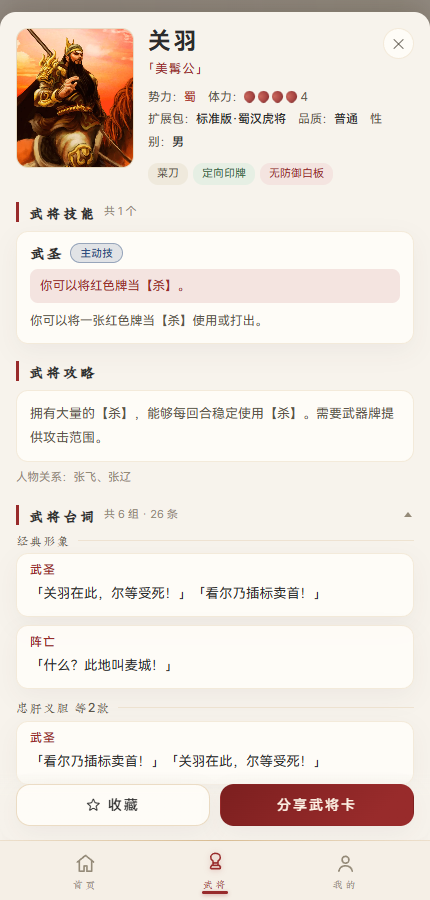 关羽
「美髯公」
势力：蜀 体力：4
扩展包：标准版·蜀汉虎将 品质：普通 性
别：男
菜刀 定向印牌 无防御白板
武将技能 共1个
武圣 主动技
你可以将红色牌当【杀】。
你可以将一张红色牌当【杀】使用或打出。
武将攻略
拥有大量的【杀】，能够每回合稳定使用【杀】。需要武器牌提
供攻击范围。
人物关系：张飞、张辽
武将台词 共 6 组 · 26 条
经典形象
武圣
「关羽在此，尔等受死！」「看尔乃插标卖首！」
阵亡
「什么？此地叫麦城！」
忠肝义胆 等2款
武圣
「看尔乃插标卖首！」「关羽在此，尔等受死！」
收藏
分享武将卡
首页
武将
我的